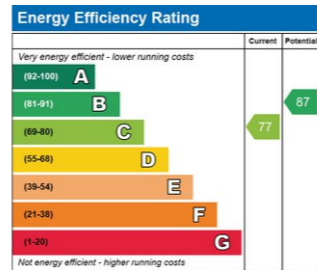 Energy Efficiency Rating
Current Potential
Very energy efficient - lower running costs
(92-100) A
(81-91) B 87
(69-80) C 77
(55-68) D
(39-54) E
(21-38) F
(1-20) G
Not energy efficient - higher running costs